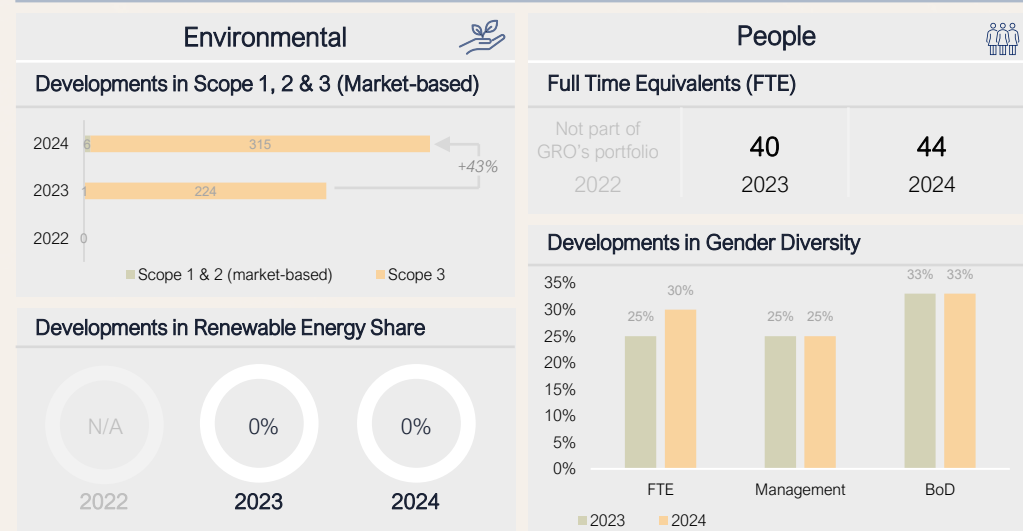 Environmental
Developments in Scope 1, 2 & 3 (Market-based)
2024 6 315
+43%
2023 1 224
2022 0
Scope 1 & 2 (market-based) Scope 3
Developments in Renewable Energy Share
N/A 0% 0%
2022 2023 2024
People
Full Time Equivalents (FTE)
Not part of
GRO's portfolio 40 44
2022 2023 2024
Developments in Gender Diversity
33% 33%
35%
30%
30%
25% 25% 25%
25%
20%
15%
10%
5%
0%
FTE Management BoD
2023 2024